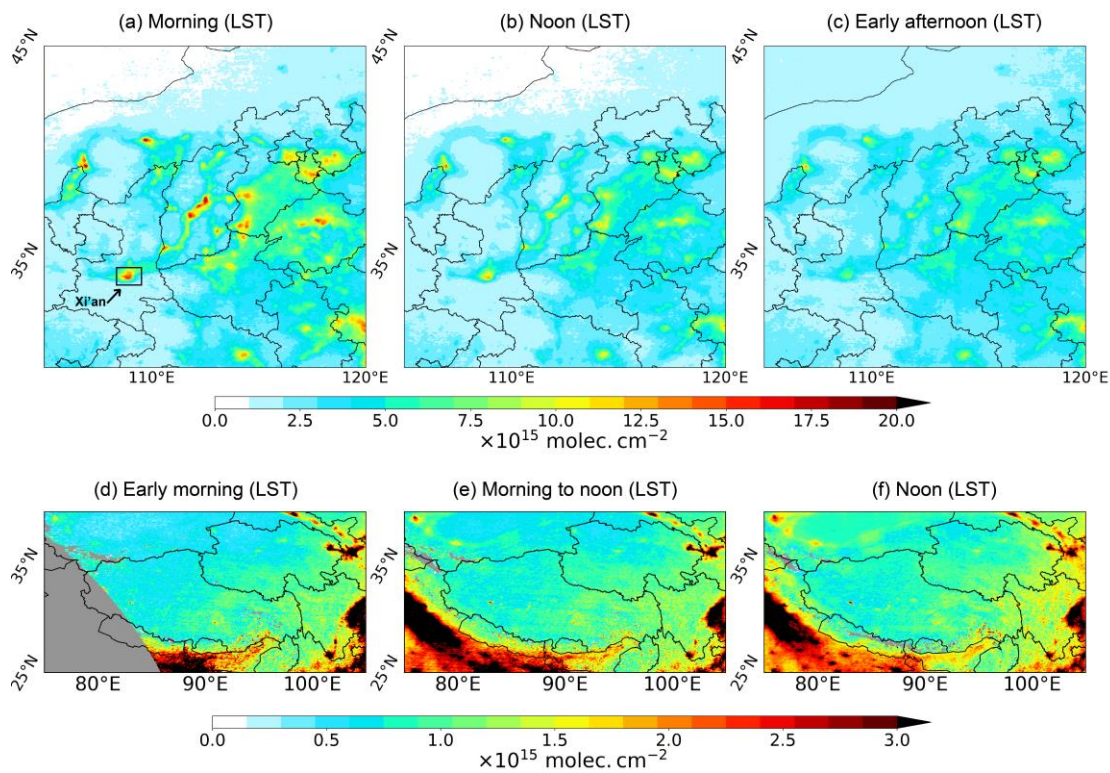 (a) Morning (LST) (b) Noon (LST) (c) Early afternoon (LST)
45°N 45°N 45°N
35°N 35°N 35°N
Xi'an
110°E 120°E 110°E 120°E 110°E 120°E
0.0 2.5 5.0 7.5 10.0 12.5 15.0 17.5 20.0
×10¹⁵ molec. cm⁻²
(d) Early morning (LST) (e) Morning to noon (LST) (f) Noon (LST)
35°N 35°N 35°N
25°N 25°N 25°N
80°E 90°E 100°E 80°E 90°E 100°E 80°E 90°E 100°E
0.0 0.5 1.0 1.5 2.0 2.5 3.0
×10¹⁵ molec. cm⁻²